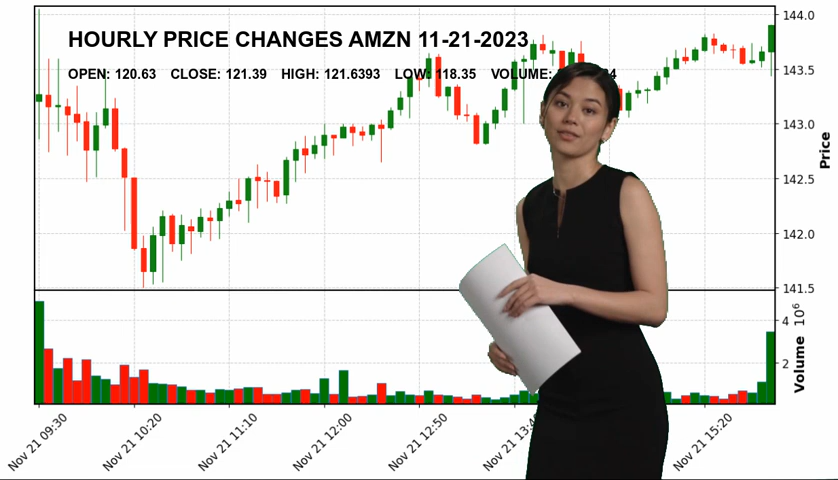 HOURLY PRICE CHANGES AMZN 11-21-2023
OPEN: 120.63 CLOSE: 121.39 HIGH: 121.6393 LOW: 118.35 VOLUME:
144.0
143.5
143.0
142.5
142.0
141.5
Price
4
2
Volume 10^6
Nov 21 09:30
Nov 21 10:20
Nov 21 11:10
Nov 21 12:00
Nov 21 12:50
Nov 21
Nov 21 15:20